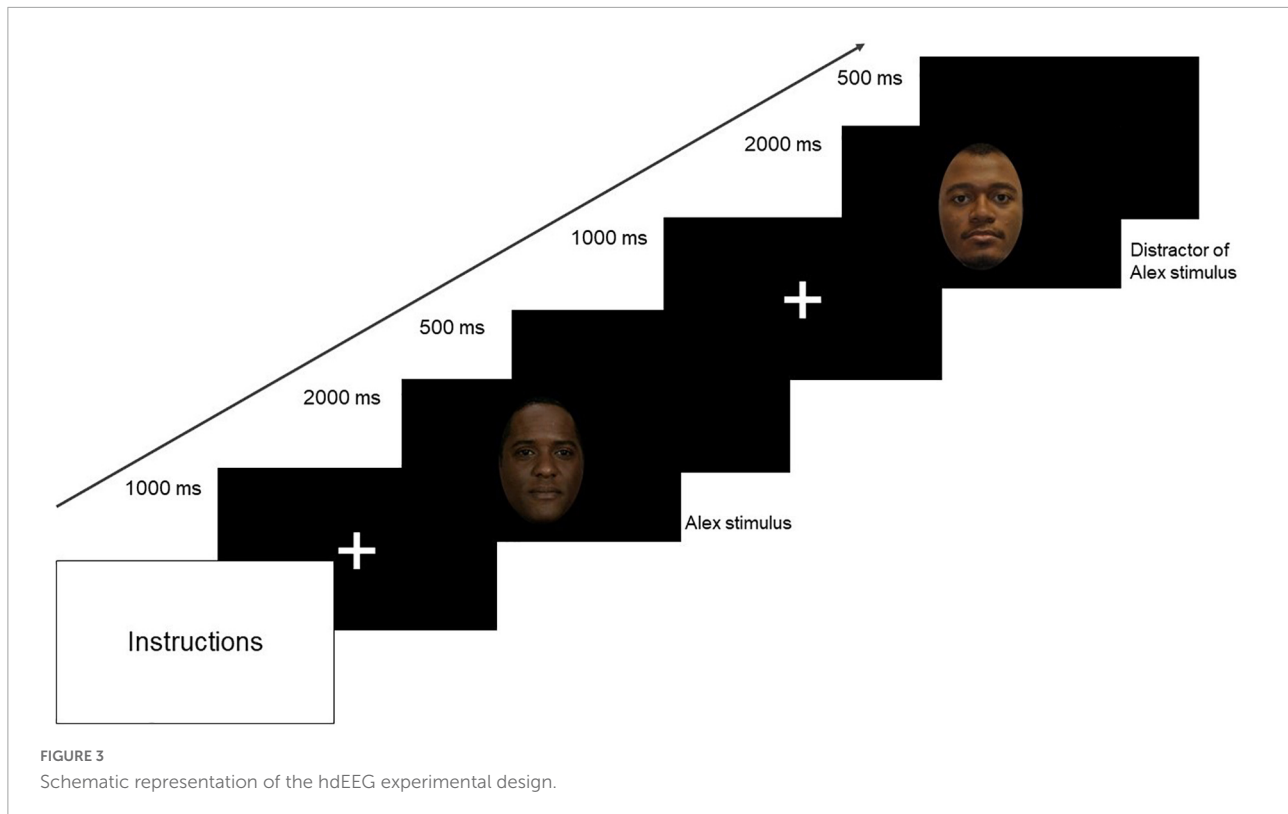 500 ms
2000 ms
1000 ms
Distractor of
Alex stimulus
500 ms
2000 ms
1000 ms
Alex stimulus
Instructions
FIGURE 3
Schematic representation of the hdEEG experimental design.